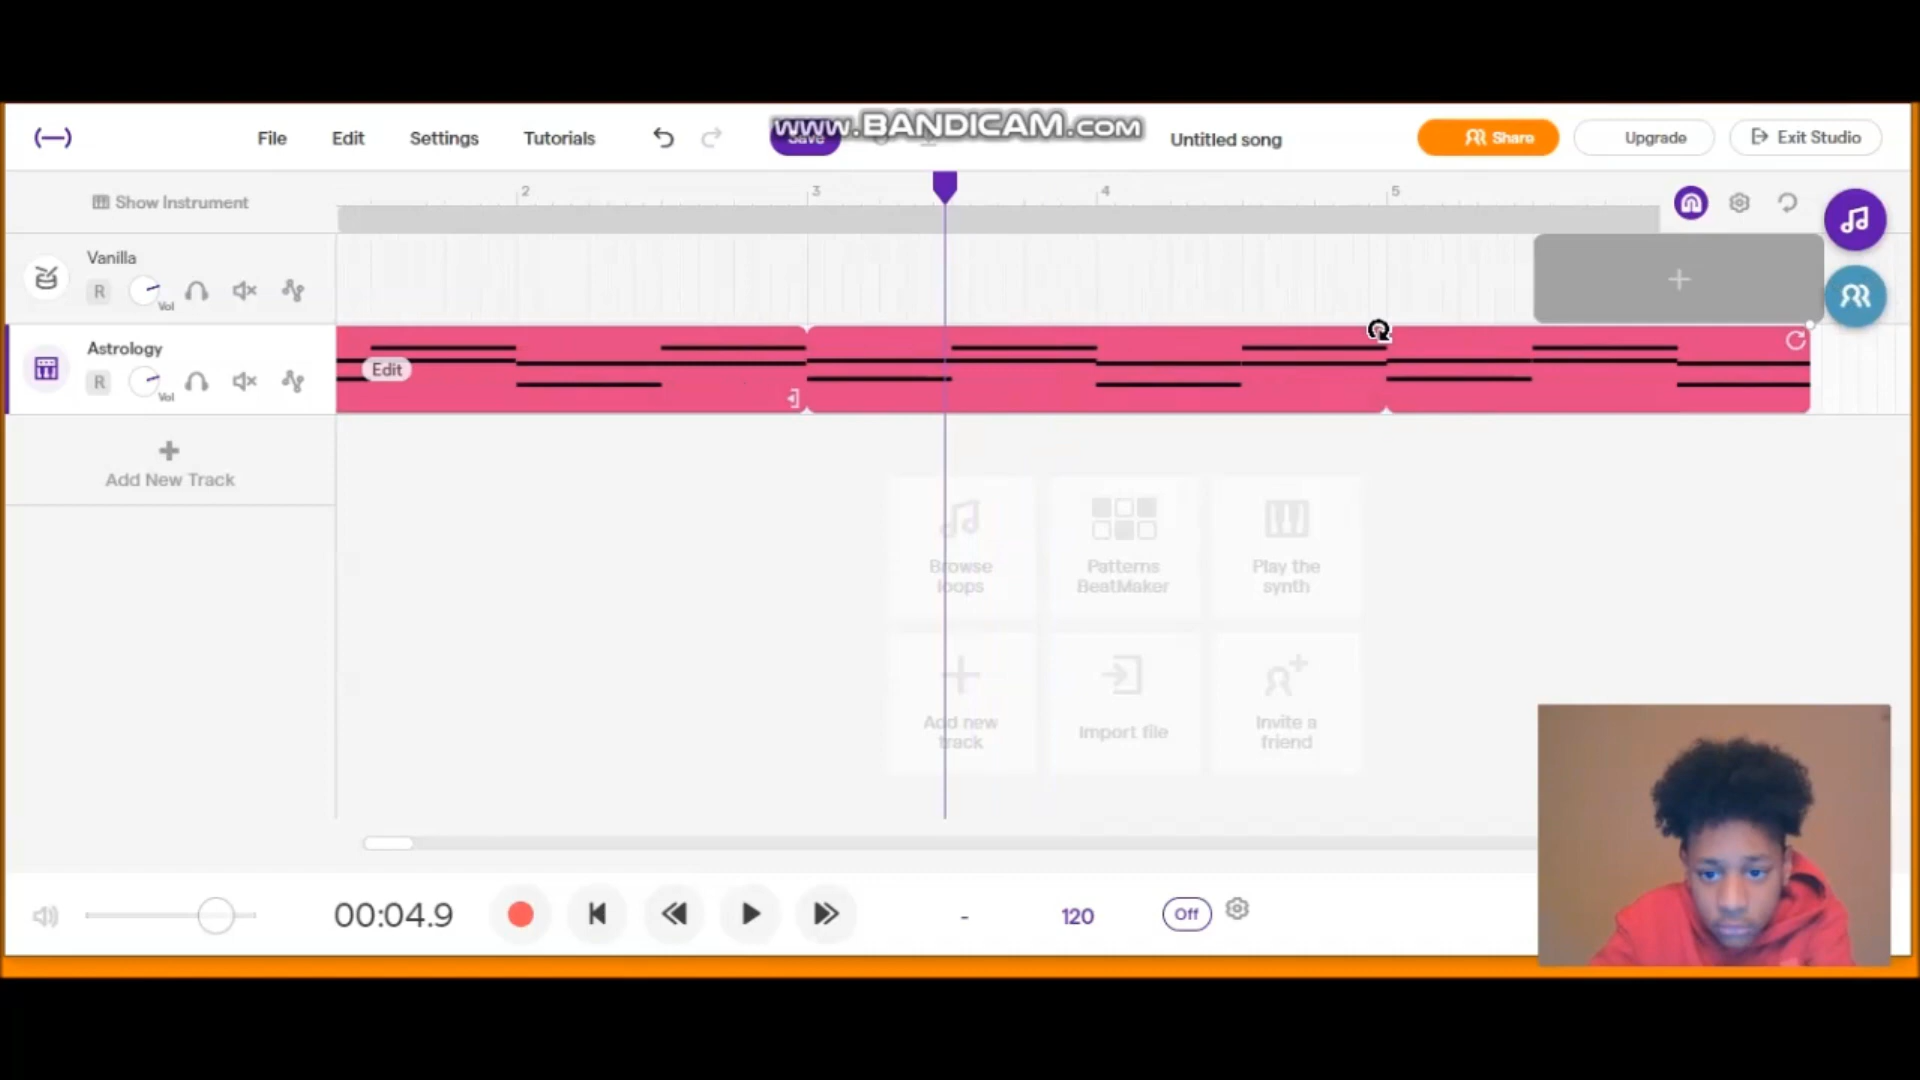 www.BANDICAM.com
File Edit Settings Tutorials Save Untitled song Share Upgrade Exit Studio
Show Instrument 2 3 4 5
Vanilla
R Vol
Astrology
R Vol
Edit
Add New Track
Browse loops
Patterns BeatMaker
Play the synth
Add new track
Import file
Invite a friend
00:04.9 - 120 Off